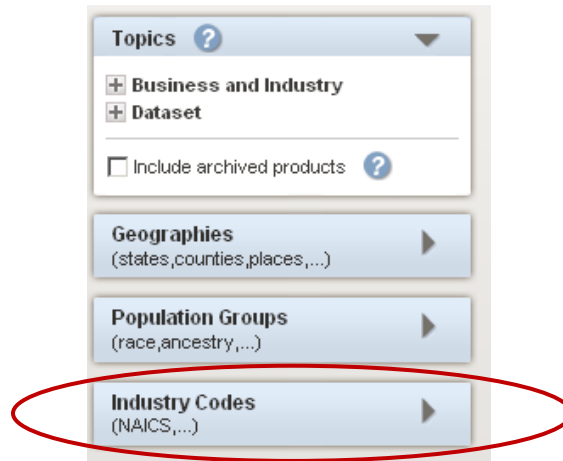 Topics ?
Business and Industry
Dataset
Include archived products ?
Geographies
(states,counties,places,...)
Population Groups
(race,ancestry,...)
Industry Codes
(NAICS,...)